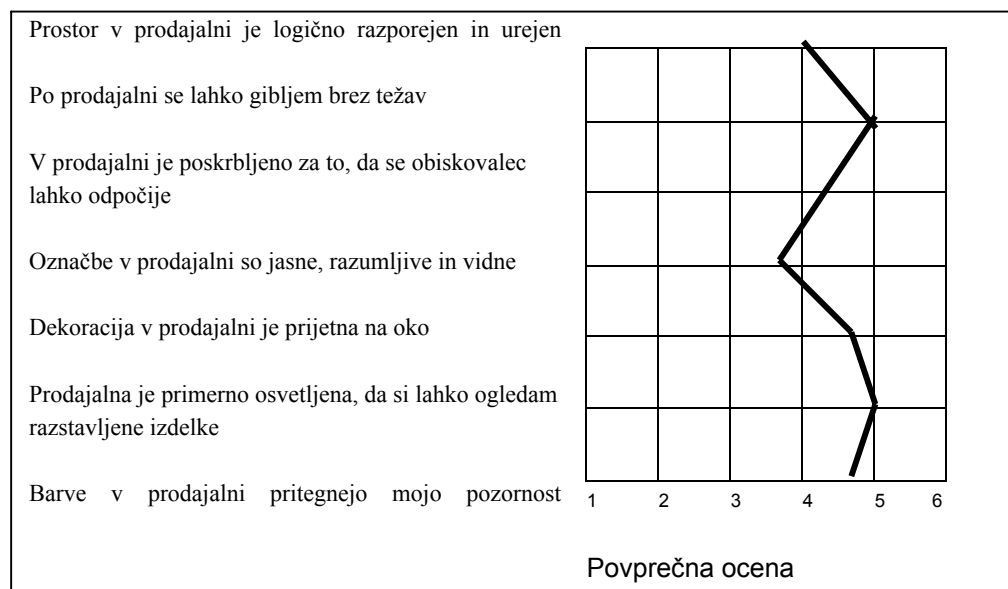 Prostor v prodajalni je logično razporejen in urejen
Po prodajalni se lahko gibljem brez težav
V prodajalni je poskrbljeno za to, da se obiskovalec
lahko odpočije
Označbe v prodajalni so jasne, razumljive in vidne
Dekoracija v prodajalni je prijetna na oko
Prodajalna je primerno osvetljena, da si lahko ogledam
razstavljene izdelke
Barve v prodajalni pritegnejo mojo pozornost
1 2 3 4 5 6
Povprečna ocena